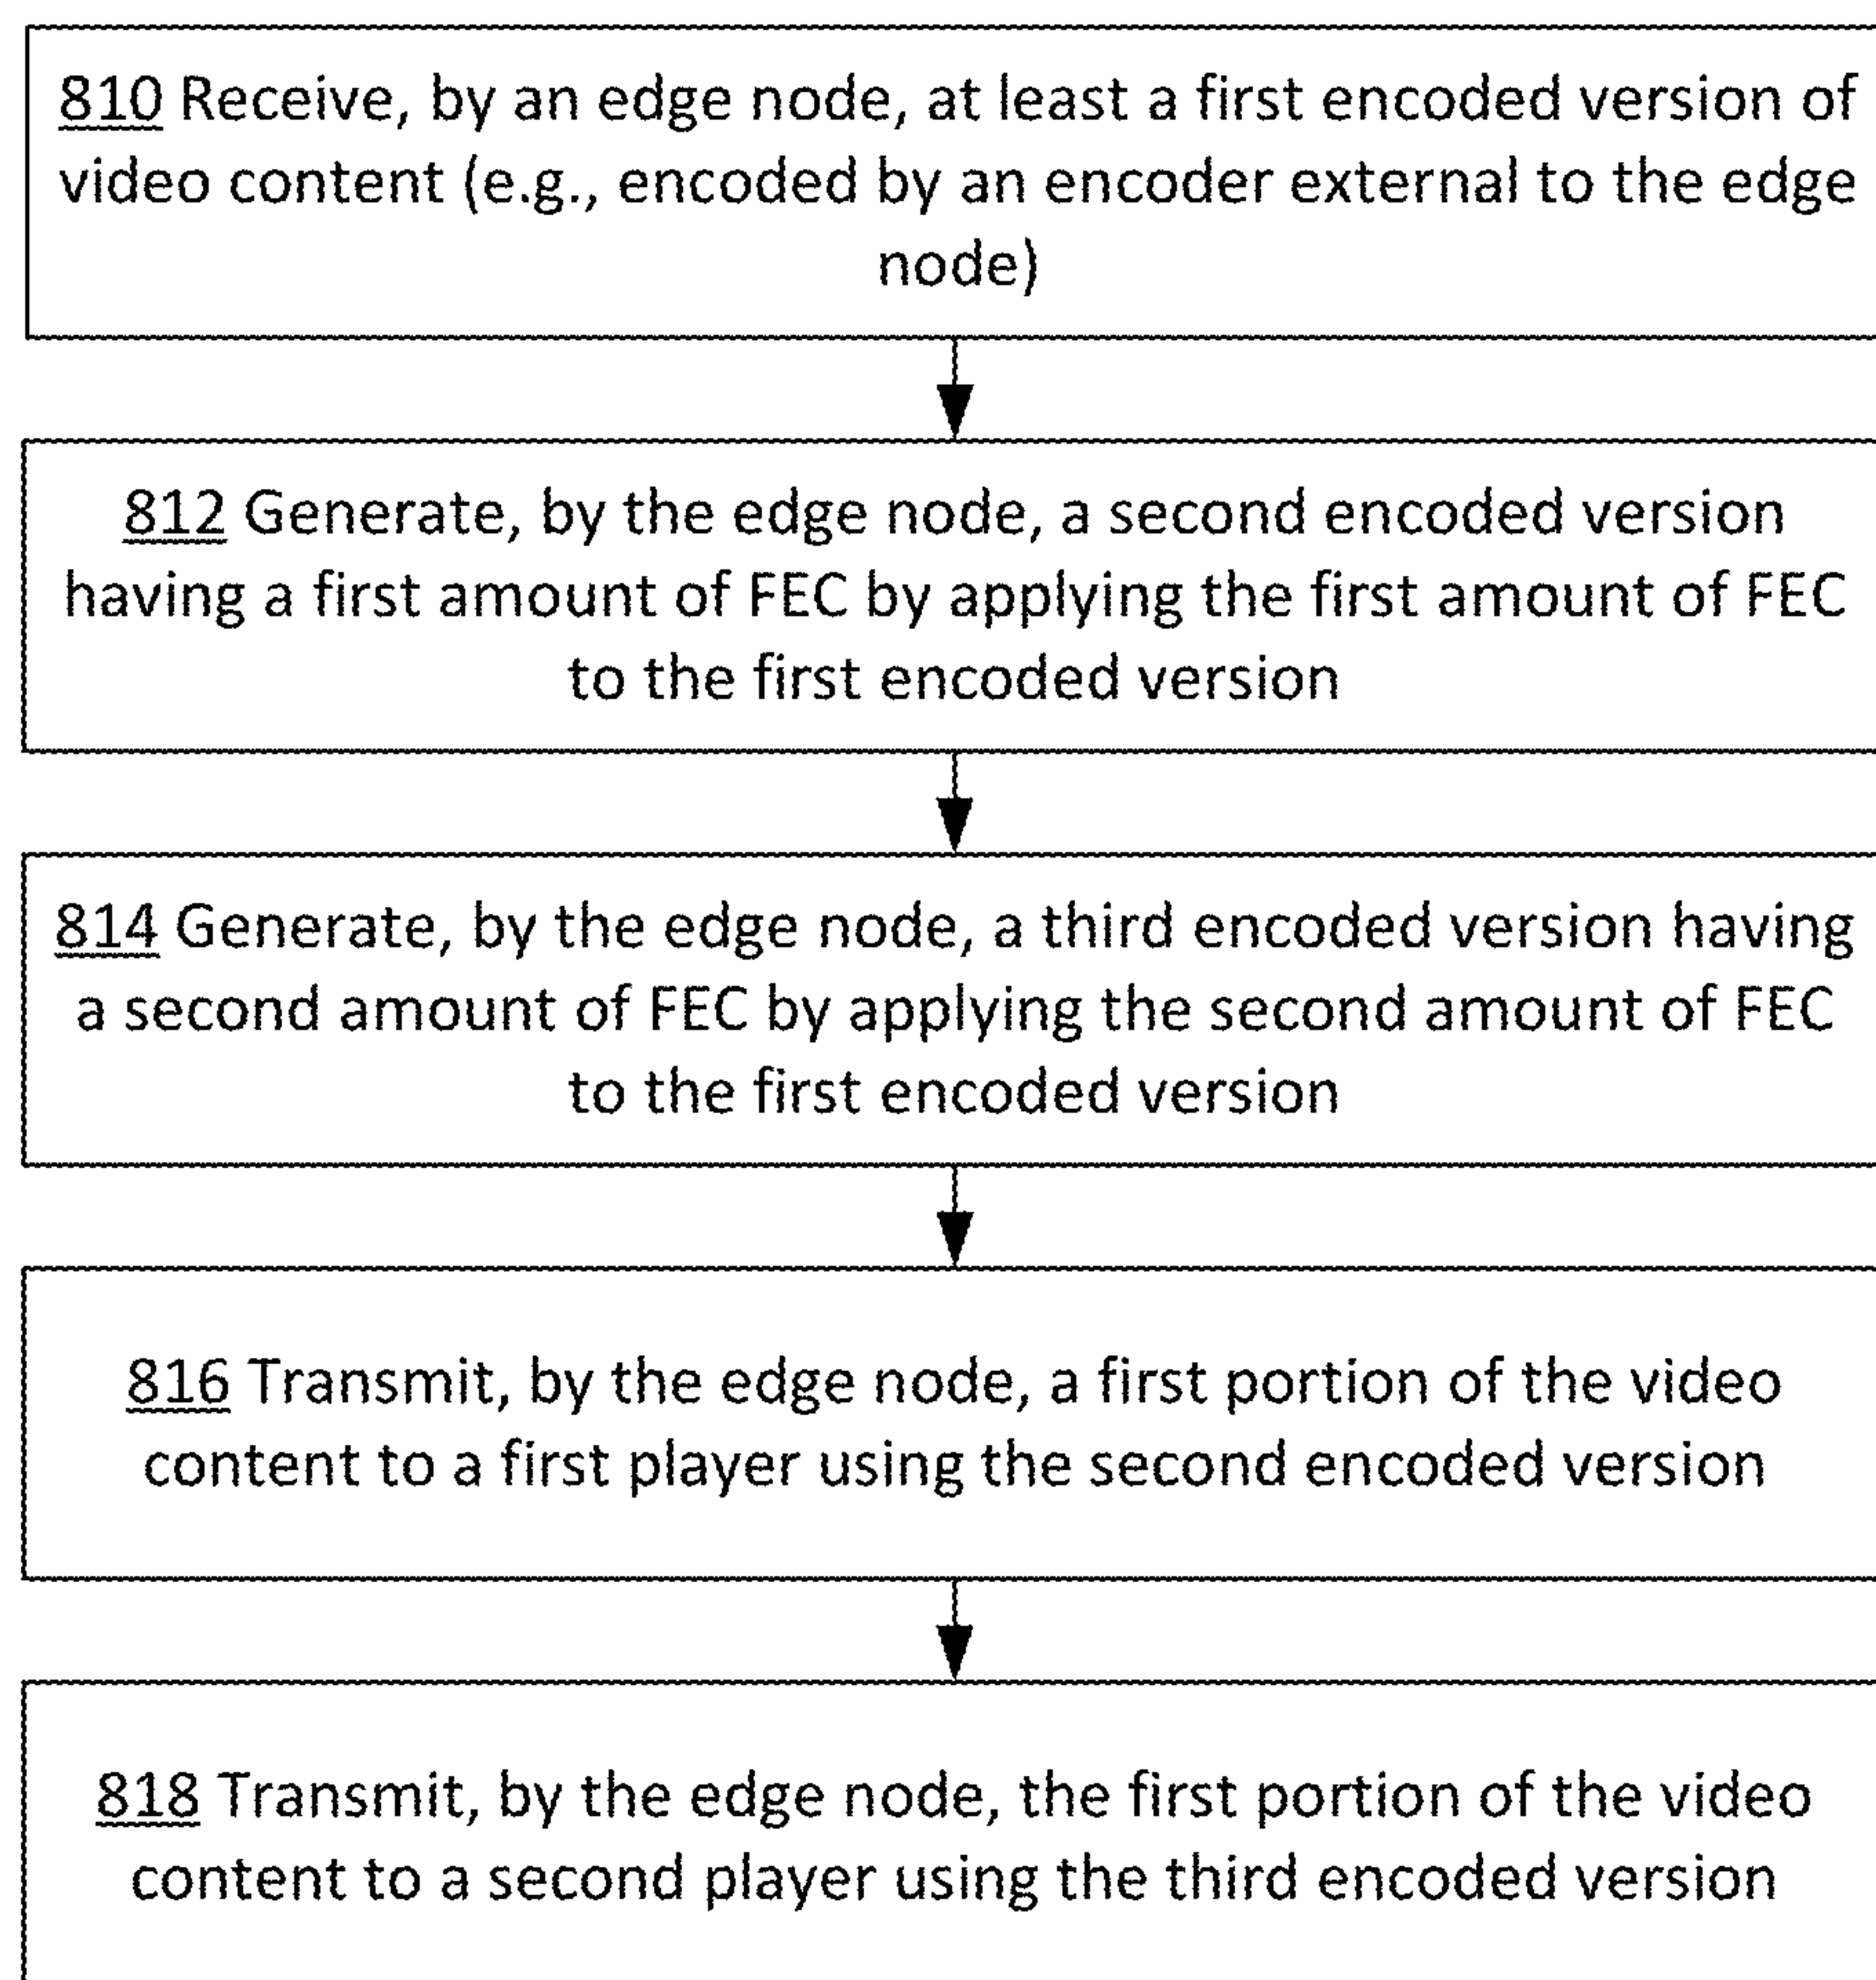 810 Receive, by an edge node, at least a first encoded version of
video content (e.g., encoded by an encoder external to the edge
node)
812 Generate, by the edge node, a second encoded version
having a first amount of FEC by applying the first amount of FEC
to the first encoded version
814 Generate, by the edge node, a third encoded version having
a second amount of FEC by applying the second amount of FEC
to the first encoded version
816 Transmit, by the edge node, a first portion of the video
content to a first player using the second encoded version
818 Transmit, by the edge node, the first portion of the video
content to a second player using the third encoded version